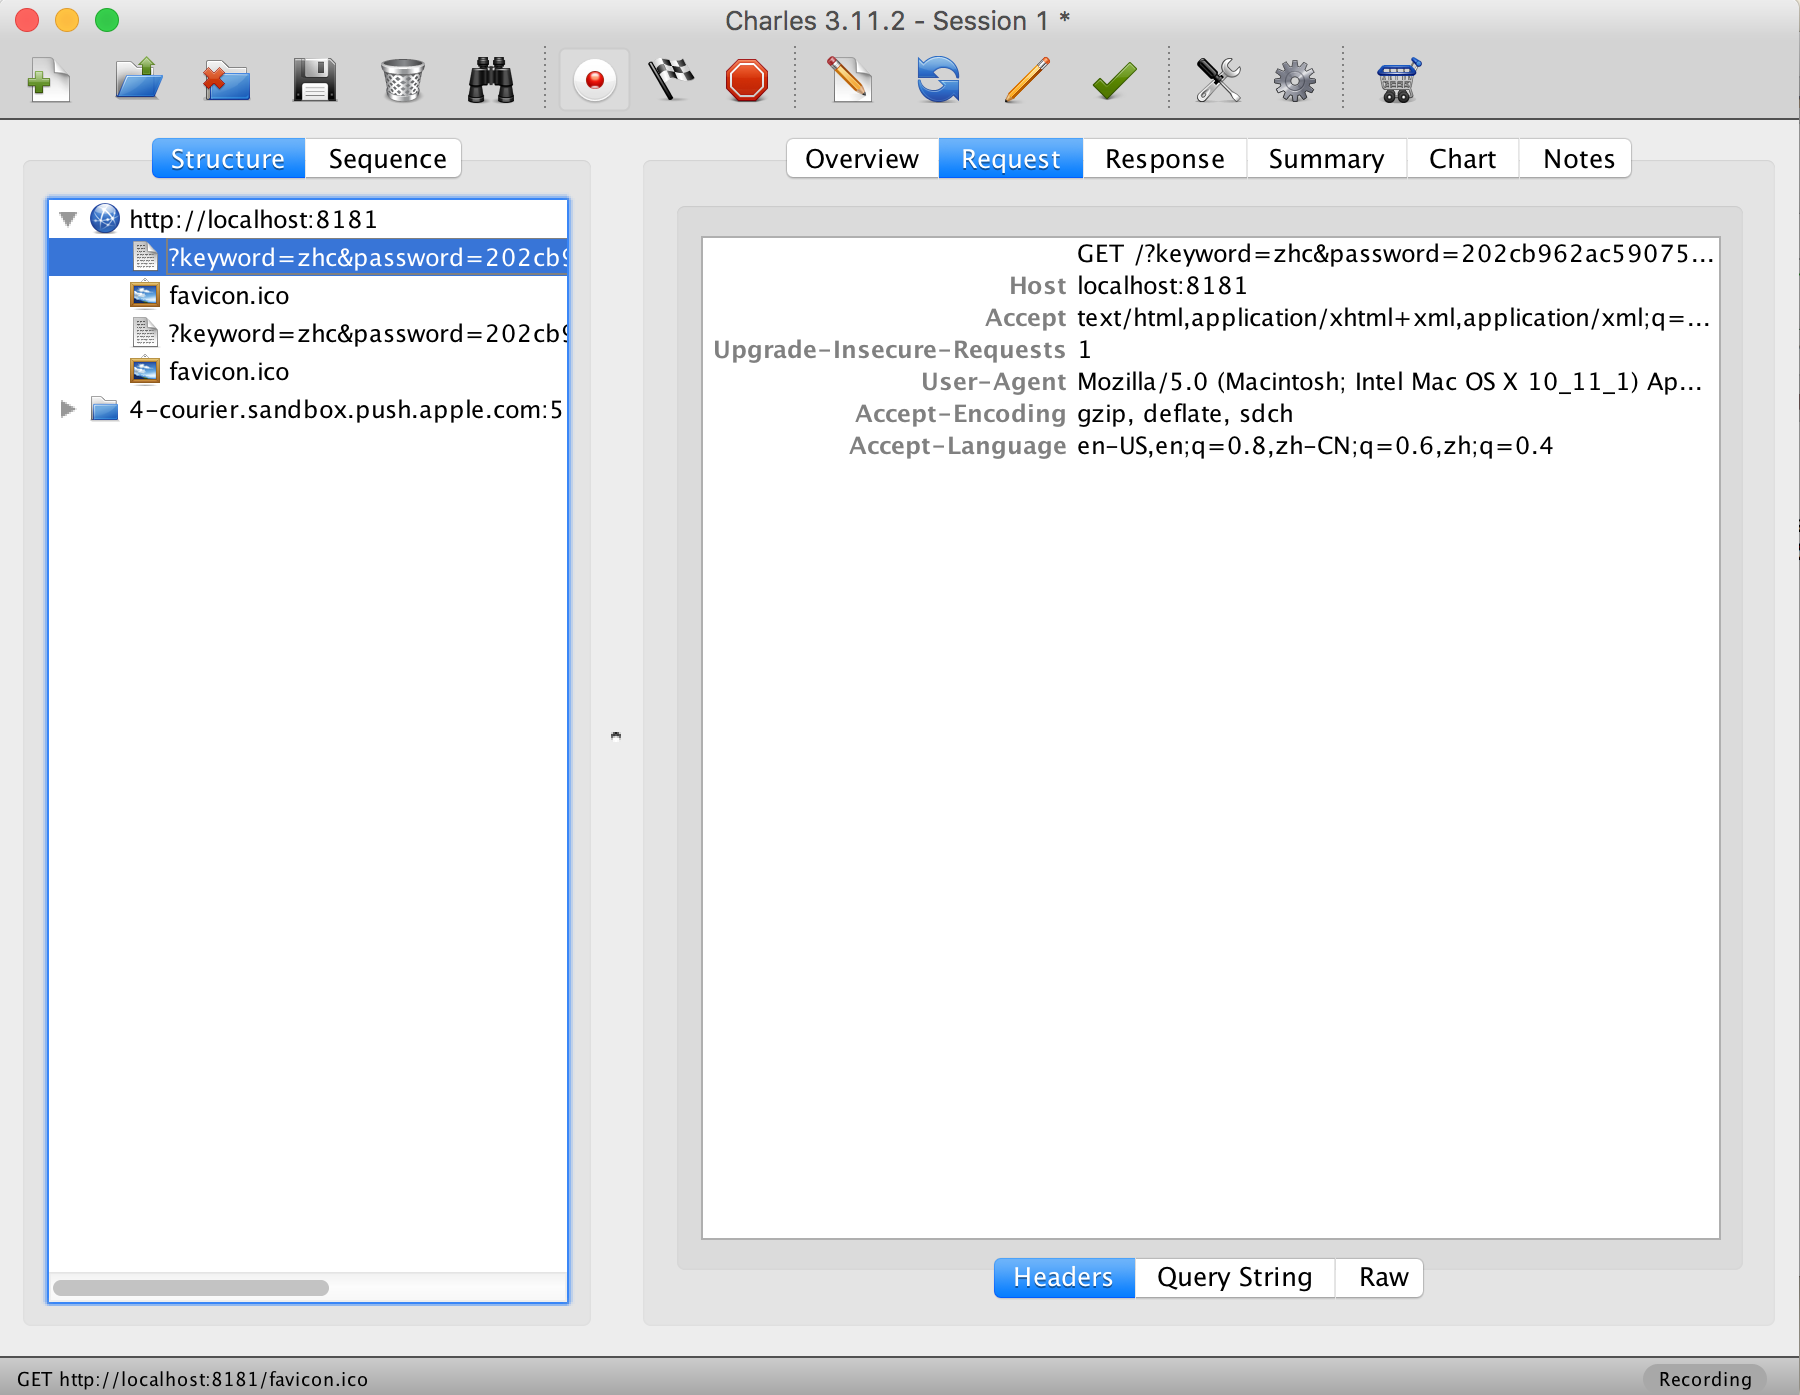 Charles 3.11.2 - Session 1 *
Structure
Sequence
http://localhost:8181
?keyword=zhc&password=202cb9
favicon.ico
?keyword=zhc&password=202cb9
favicon.ico
4-courier.sandbox.push.apple.com:5
Overview
Request
Response
Summary
Chart
Notes
GET /?keyword=zhc&password=202cb962ac59075...
Host localhost:8181
Accept text/html,application/xhtml+xml,application/xml;q=...
Upgrade-Insecure-Requests 1
User-Agent Mozilla/5.0 (Macintosh; Intel Mac OS X 10_11_1) Ap...
Accept-Encoding gzip, deflate, sdch
Accept-Language en-US,en;q=0.8,zh-CN;q=0.6,zh;q=0.4
Headers
Query String
Raw
GET http://localhost:8181/favicon.ico
Recording